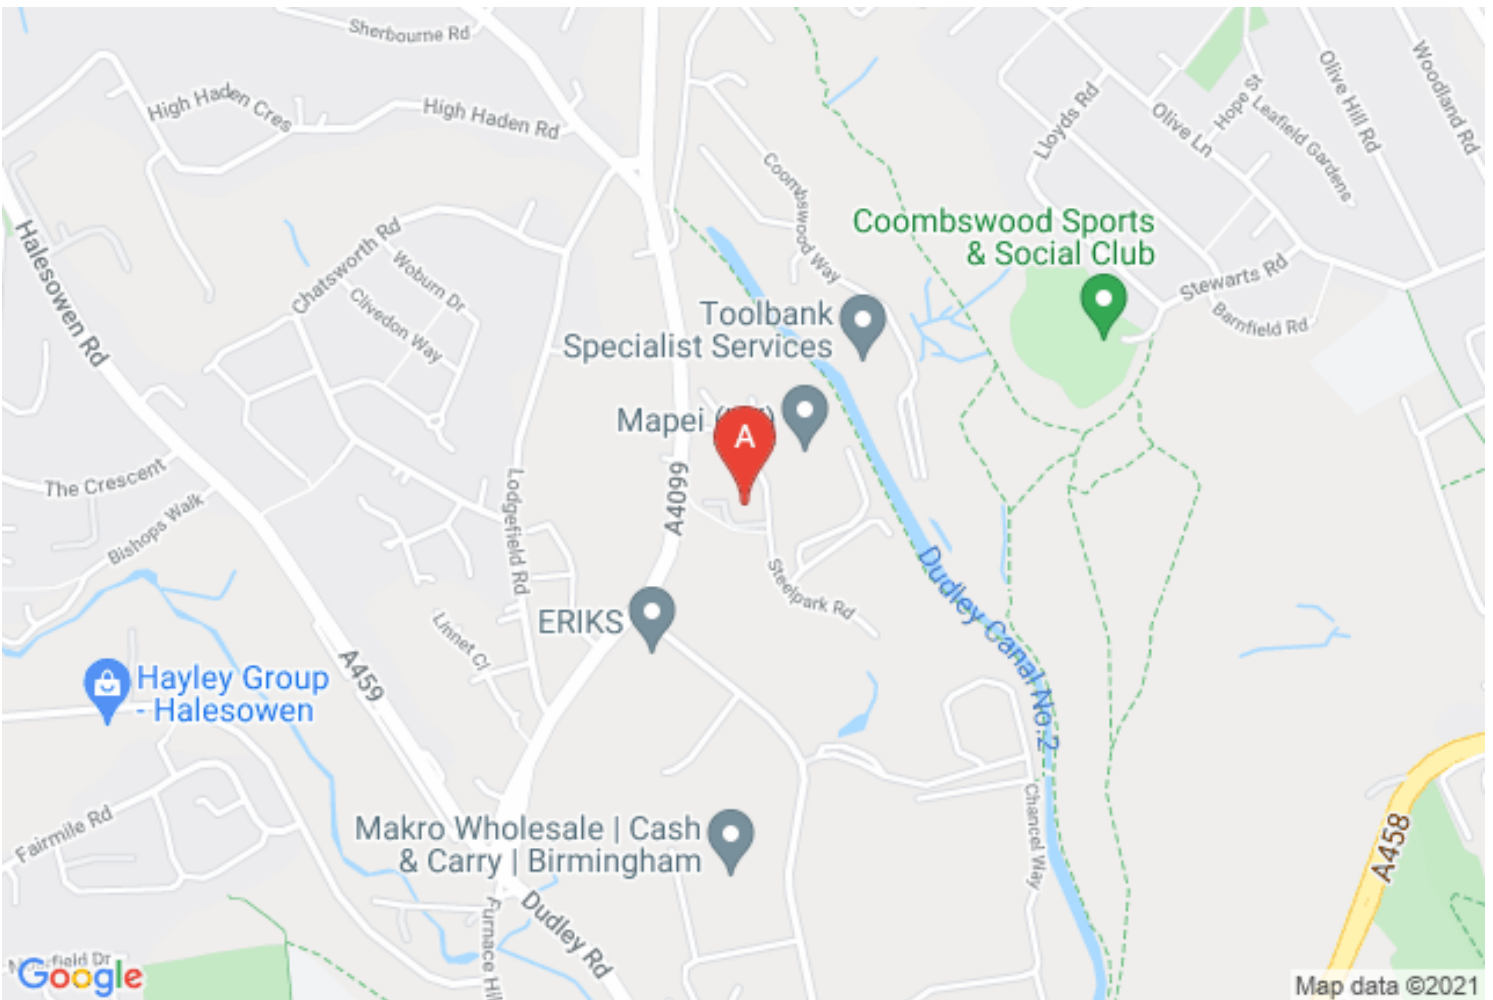 Sherbourne Rd
High Haden Cres
High Haden Rd
Lloyds Rd
Olive Ln
Hope St
Leafield Gardens
Olive Hill Rd
Woodland Rd
Halesowen Rd
Chatsworth Rd
Woburn Dr
Clivedon Way
Coombswood Way
Coombswood Sports
& Social Club
Stewarts Rd
Barnfield Rd
Toolbank
Specialist Services
Mapei
A
The Crescent
Bishops Walk
Lodgefield Rd
A4099
Steelpark Rd
Dudley Canal No.2
ERIKS
Linnet Cl
A459
Hayley Group
- Halesowen
Fairmile Rd
Makro Wholesale | Cash
& Carry | Birmingham
Chancel Way
A458
Furnace Hill
Dudley Rd
Google
Map data ©2021